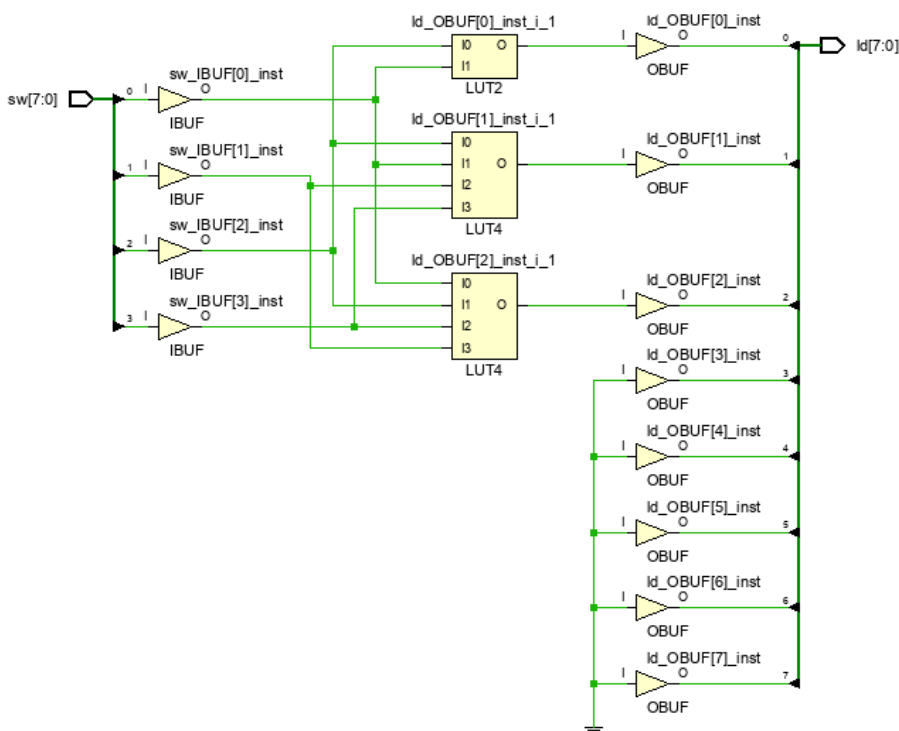 ld_OBUF[0]_inst_i_1
ld_OBUF[0]_inst
I0 O
I1
LUT2
I O
OBUF
0
ld[7:0]
sw[7:0]
sw_IBUF[0]_inst
0 I O
IBUF
ld_OBUF[1]_inst_i_1
I0
I1 O
I2
I3
LUT4
ld_OBUF[1]_inst
I O
OBUF
1
sw_IBUF[1]_inst
1 I O
IBUF
sw_IBUF[2]_inst
2 I O
IBUF
sw_IBUF[3]_inst
3 I O
IBUF
ld_OBUF[2]_inst_i_1
I0
I1 O
I2
I3
LUT4
ld_OBUF[2]_inst
I O
OBUF
2
ld_OBUF[3]_inst
I O
OBUF
3
ld_OBUF[4]_inst
I O
OBUF
4
ld_OBUF[5]_inst
I O
OBUF
5
ld_OBUF[6]_inst
I O
OBUF
6
ld_OBUF[7]_inst
I O
OBUF
7